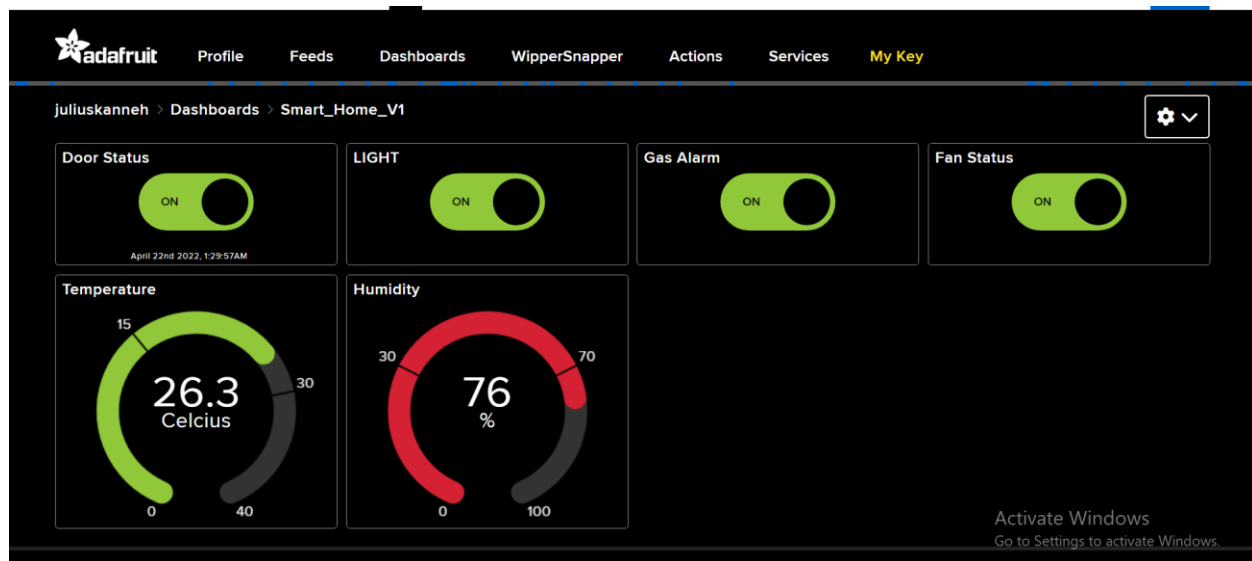 adafruit Profile Feeds Dashboards WipperSnapper Actions Services My Key
juliuskanneh > Dashboards > Smart_Home_V1
Door Status
ON
April 22nd 2022, 1:29:57AM
LIGHT
ON
Gas Alarm
ON
Fan Status
ON
Temperature
15
30
26.3
Celcius
0
40
Humidity
30
70
76
%
0
100
Activate Windows
Go to Settings to activate Windows.